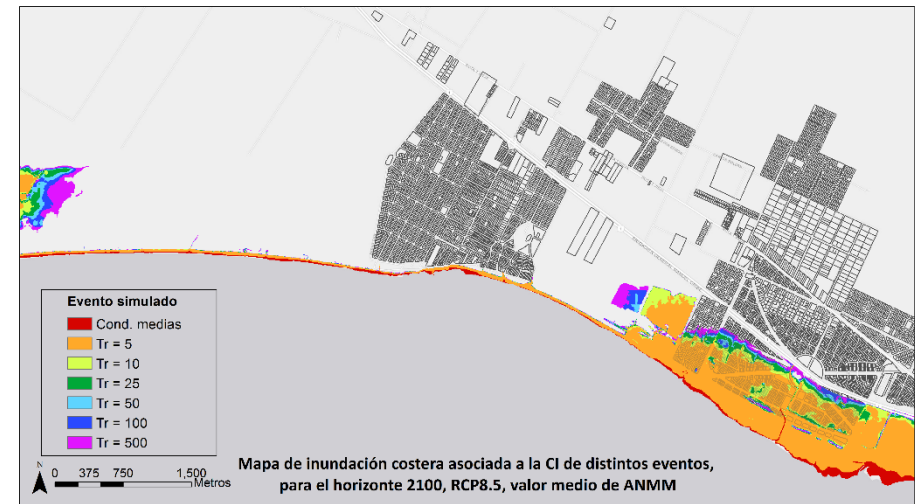 Evento simulado
Cond. medias
Tr = 5
Tr = 10
Tr = 25
Tr = 50
Tr = 100
Tr = 500
N
0 375 750 1,500
Metros
Mapa de inundación costera asociada a la CI de distintos eventos,
para el horizonte 2100, RCP8.5, valor medio de ANMM